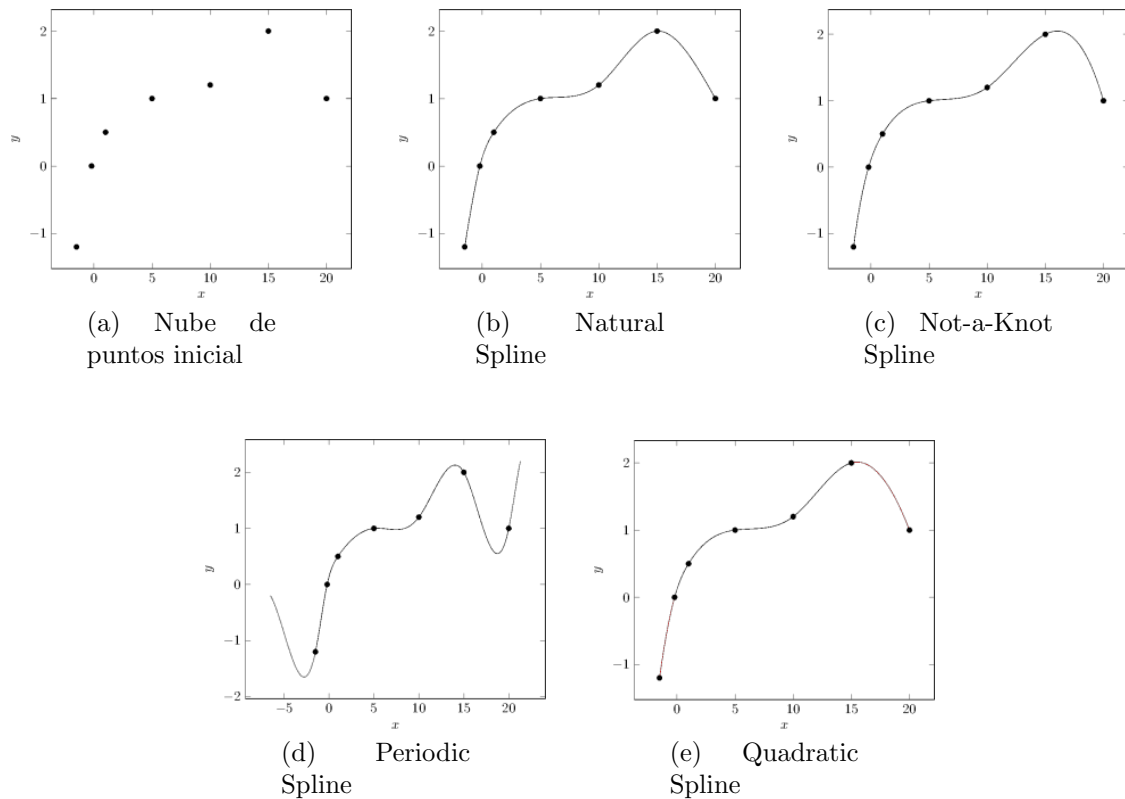 2
1
0
−1
y
0 5 10 15 20
x
(a) Nube de
puntos inicial
2
1
0
−1
y
0 5 10 15 20
x
(b) Natural
Spline
2
1
0
−1
y
0 5 10 15 20
x
(c) Not-a-Knot
Spline
2
1
0
−1
−2
y
−5 0 5 10 15 20
x
(d) Periodic
Spline
2
1
0
−1
y
0 5 10 15 20
x
(e) Quadratic
Spline